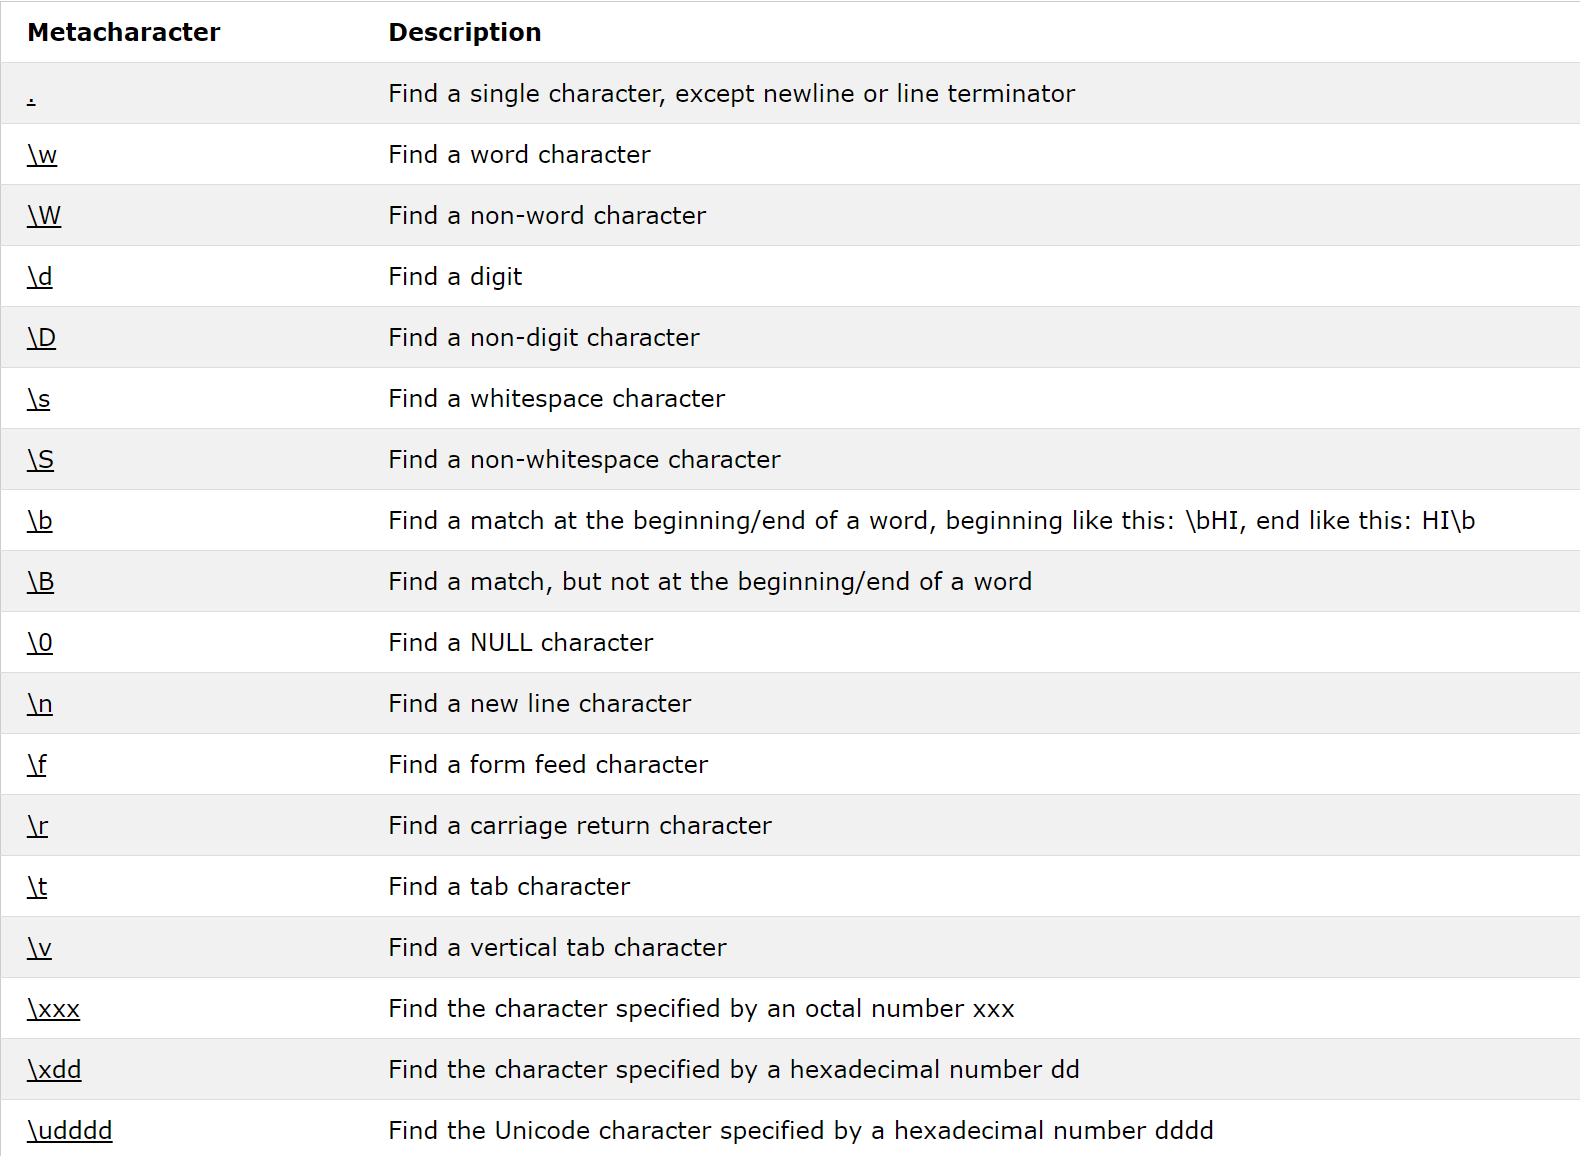 Metacharacter Description
. Find a single character, except newline or line terminator
\w Find a word character
\W Find a non-word character
\d Find a digit
\D Find a non-digit character
\s Find a whitespace character
\S Find a non-whitespace character
\b Find a match at the beginning/end of a word, beginning like this: \bHI, end like this: HI\b
\B Find a match, but not at the beginning/end of a word
\0 Find a NULL character
\n Find a new line character
\f Find a form feed character
\r Find a carriage return character
\t Find a tab character
\v Find a vertical tab character
\xxx Find the character specified by an octal number xxx
\xdd Find the character specified by a hexadecimal number dd
\udddd Find the Unicode character specified by a hexadecimal number dddd